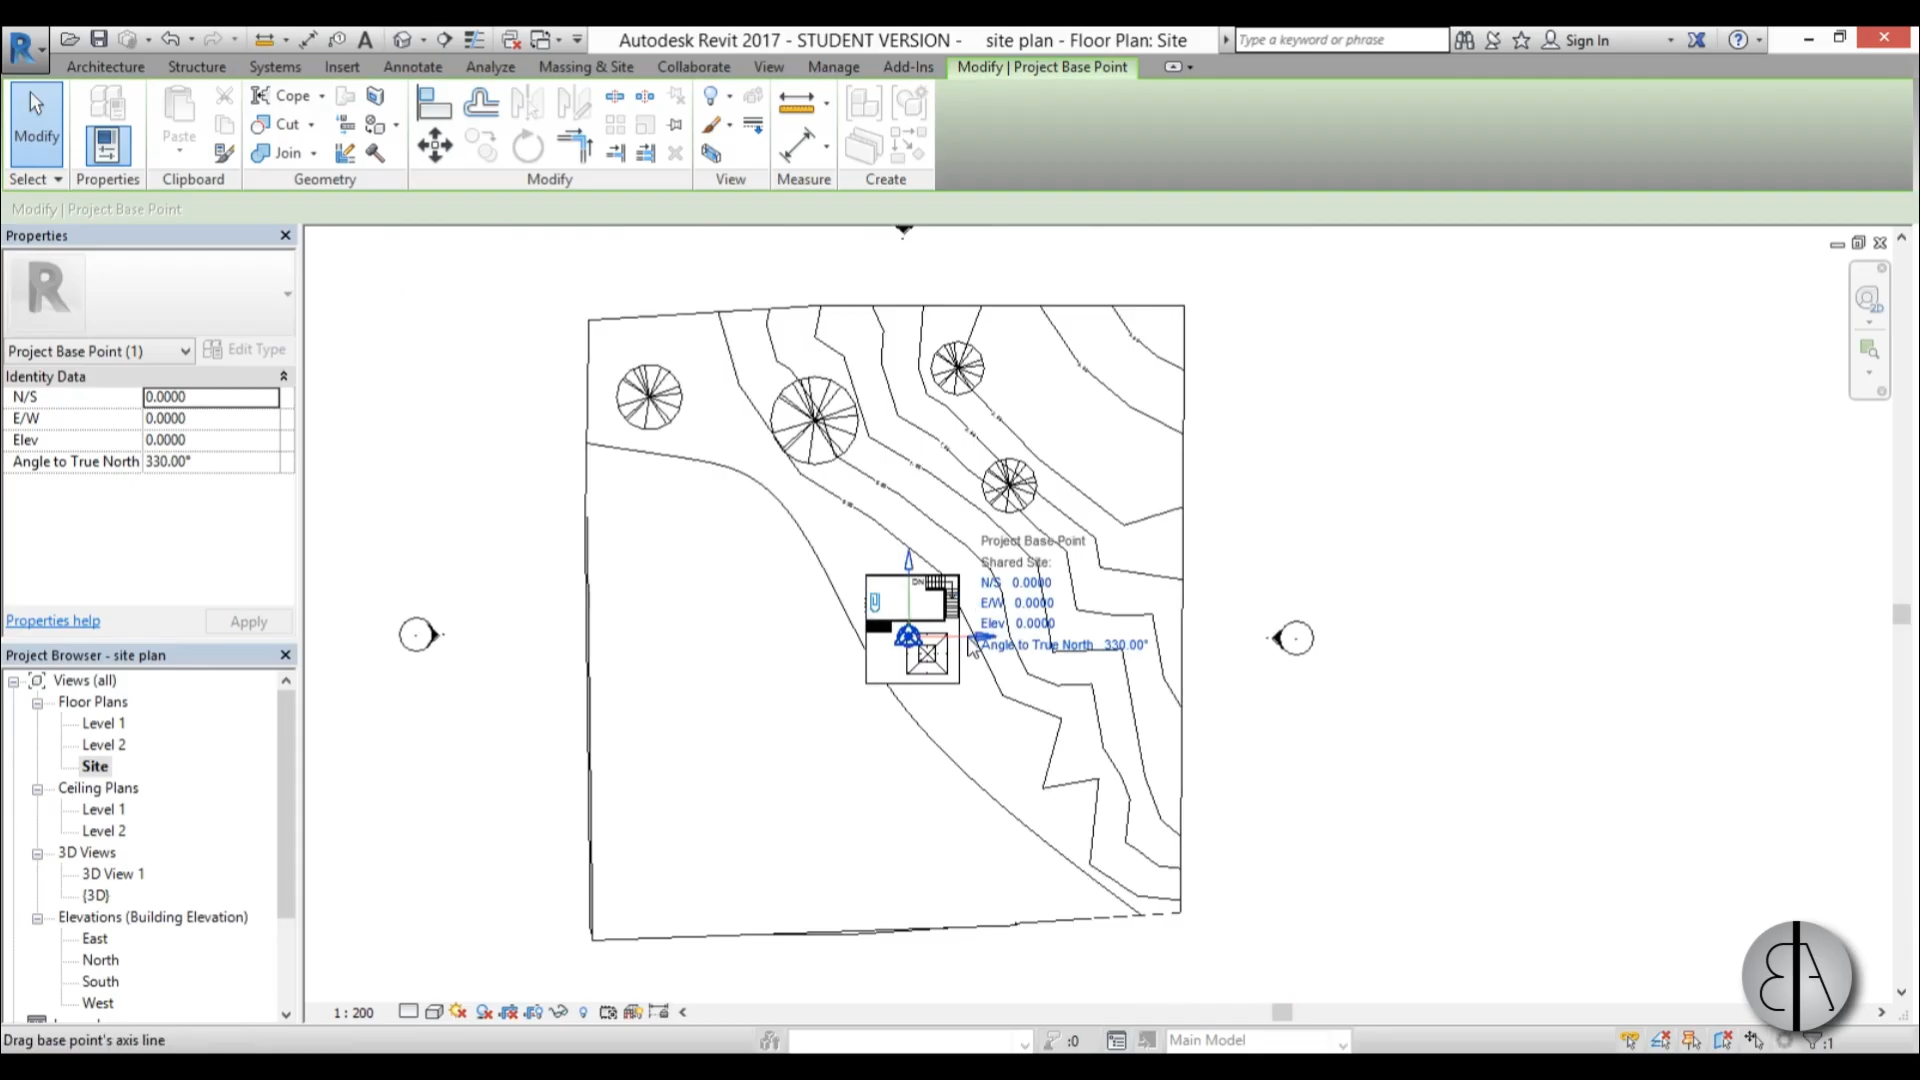 Autodesk Revit 2017 - STUDENT VERSION - site plan - Floor Plan: Site
Type a keyword or phrase
Sign In
Architecture Structure Systems Insert Annotate Analyze Massing & Site Collaborate View Manage Add-Ins Modify | Project Base Point
Modify
Paste
Cope
Cut
Join
Select Properties Clipboard Geometry Modify View Measure Create
Modify | Project Base Point
Properties
R
Project Base Point (1)
Edit Type
Identity Data
N/S 0.0000
E/W 0.0000
Elev 0.0000
Angle to True North 330.00°
Properties help
Apply
Project Browser - site plan
Views (all)
Floor Plans
Level 1
Level 2
Site
Ceiling Plans
Level 1
Level 2
3D Views
3D View 1
{3D}
Elevations (Building Elevation)
East
North
South
West
2D
DN
Project Base Point
Shared Site:
N/S 0.0000
E/W 0.0000
Elev 0.0000
Angle to True North 330.00°
1 : 200
Drag base point's axis line
:0
Main Model
:1